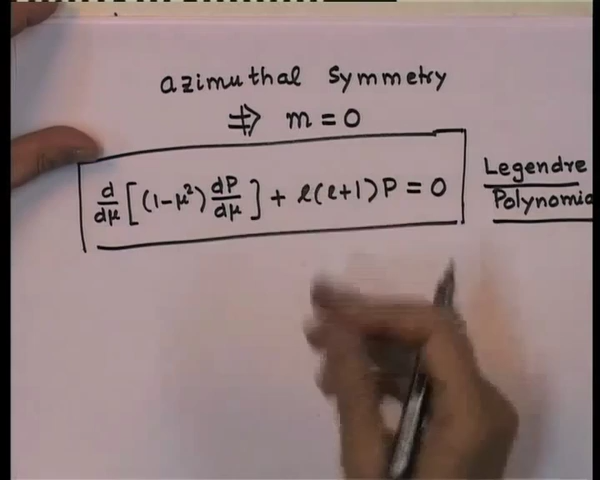 azimuthal symmetry
⇒ m = 0
d/dμ [(1-μ²) dP/dμ] + ℓ(ℓ+1) P = 0
Legendre
Polynomia